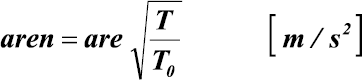 aren = are √(T / T₀) [ m / s² ]